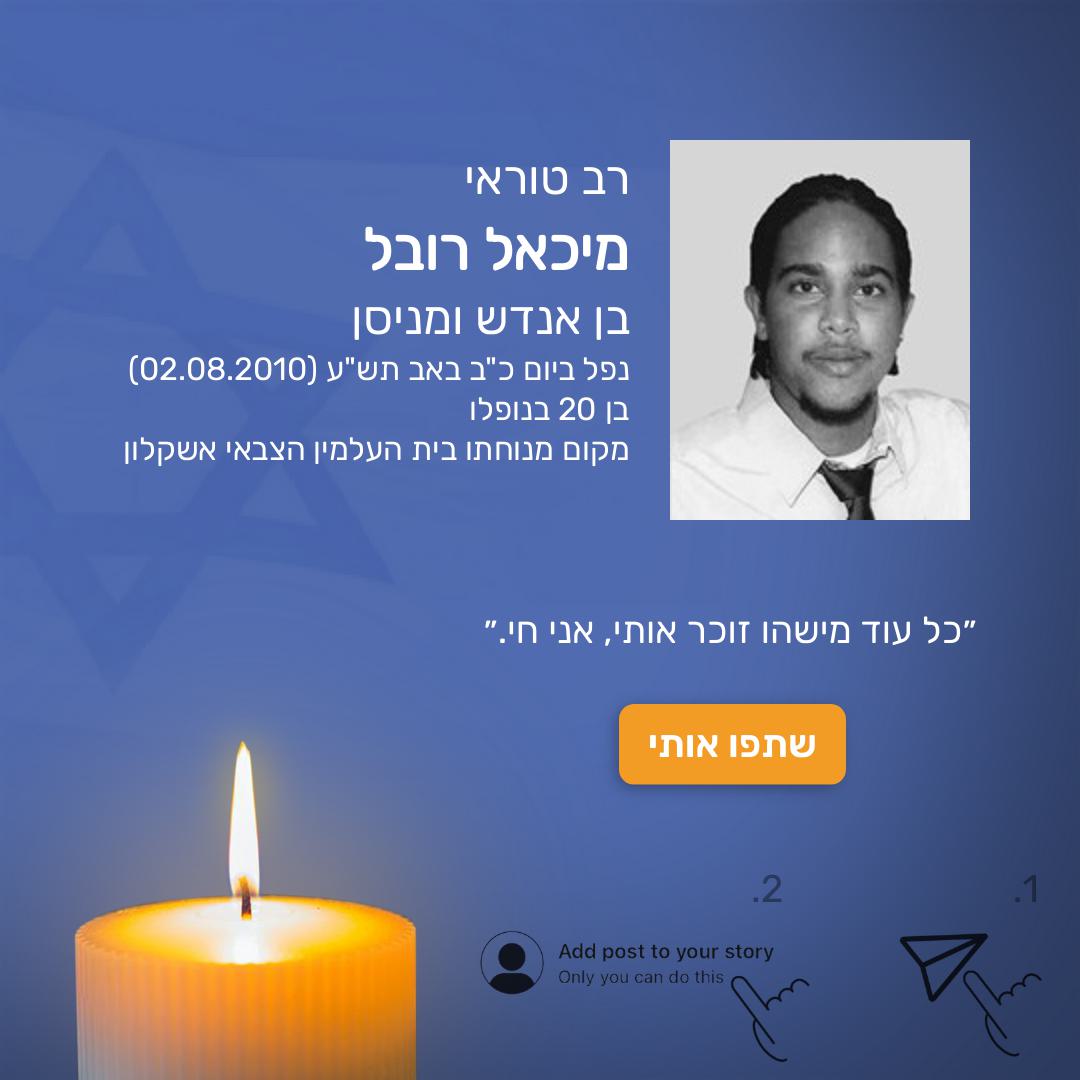 רב טוראי
מיכאל רובל
בן אנדש ומניסן
נפל ביום כ"ב באב תש"ע (02.08.2010)
בן 20 בנופלו
מקום מנוחתו בית העלמין הצבאי אשקלון
״כל עוד מישהו זוכר אותי, אני חי.״
שתפו אותי
1.
2.
Add post to your story
Only you can do this